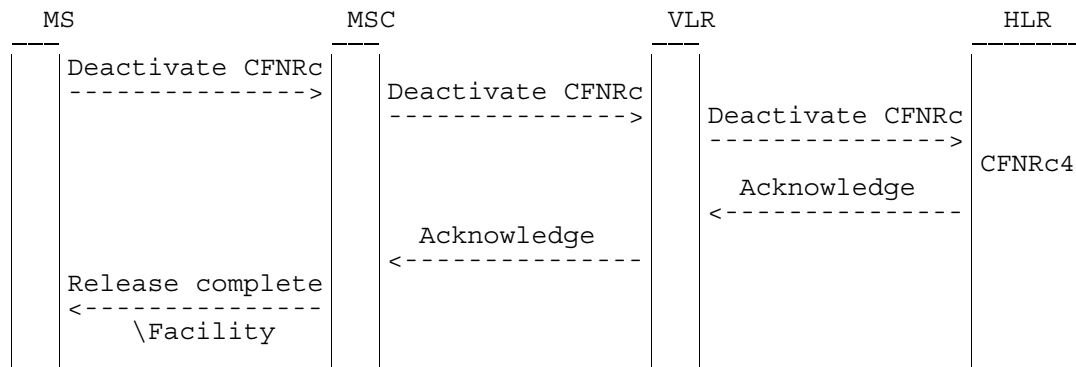 MS MSC VLR HLR
Deactivate CFNRc
Deactivate CFNRc
Deactivate CFNRc
CFNRc4
Acknowledge
Acknowledge
Release complete
\Facility